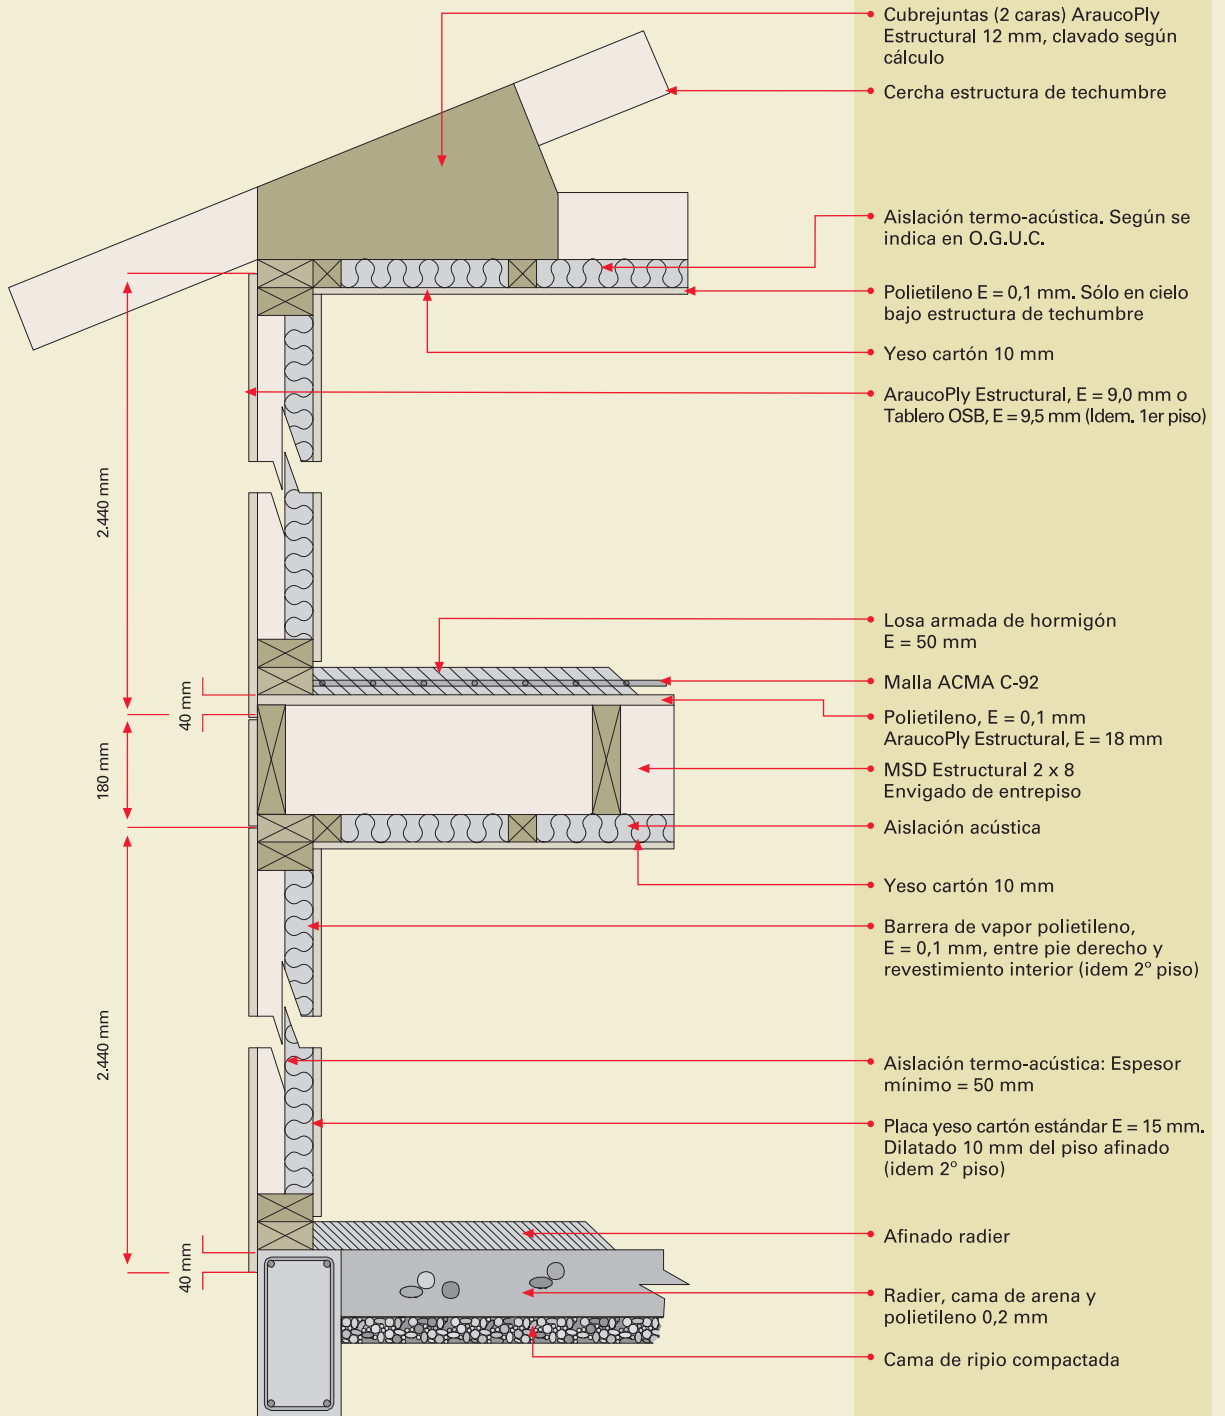 Cubrejuntas (2 caras) AraucoPly
Estructural 12 mm, clavado según
cálculo
Cercha estructura de techumbre
Aislación termo-acústica. Según se
indica en O.G.U.C.
Polietileno E = 0,1 mm. Sólo en cielo
bajo estructura de techumbre
Yeso cartón 10 mm
AraucoPly Estructural, E = 9,0 mm o
Tablero OSB, E = 9,5 mm (Idem. 1er piso)
2.440 mm
Losa armada de hormigón
E = 50 mm
Malla ACMA C-92
40 mm
Polietileno, E = 0,1 mm
AraucoPly Estructural, E = 18 mm
180 mm
MSD Estructural 2 x 8
Envigado de entrepiso
Aislación acústica
Yeso cartón 10 mm
Barrera de vapor polietileno,
E = 0,1 mm, entre pie derecho y
revestimiento interior (idem 2º piso)
2.440 mm
Aislación termo-acústica: Espesor
mínimo = 50 mm
Placa yeso cartón estándar E = 15 mm.
Dilatado 10 mm del piso afinado
(idem 2º piso)
Afinado radier
40 mm
Radier, cama de arena y
polietileno 0,2 mm
Cama de ripio compactada